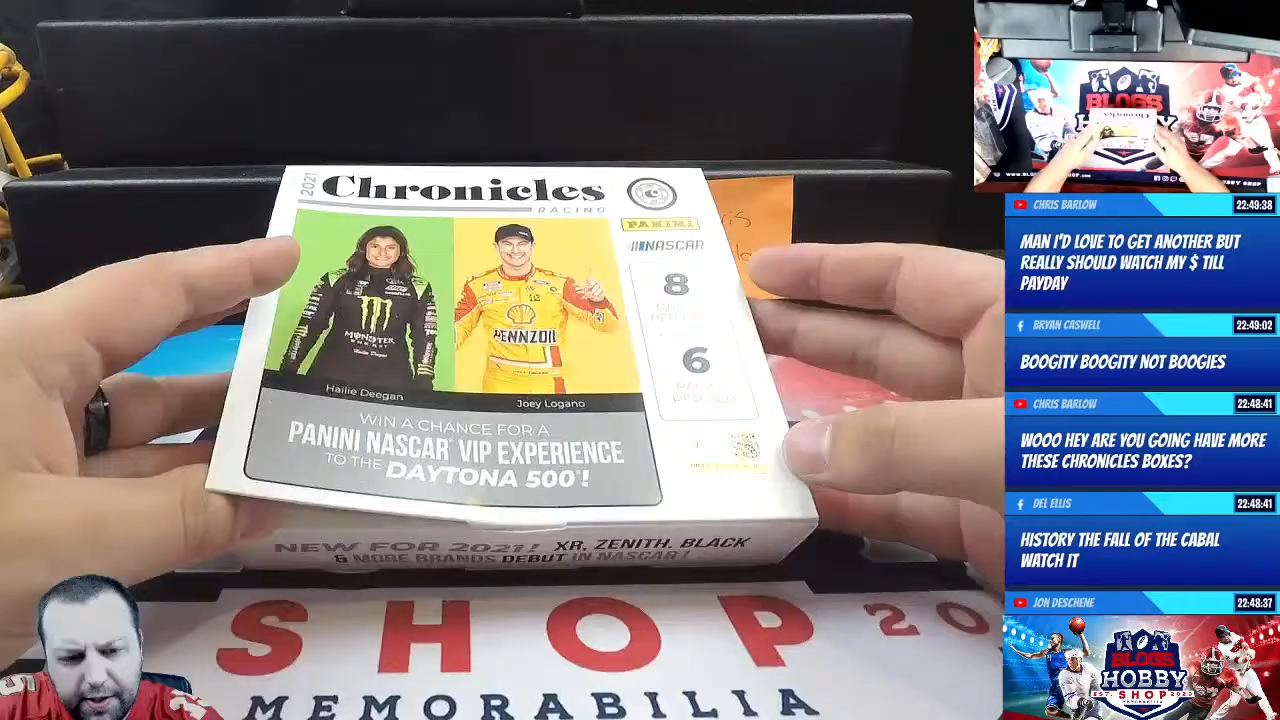 2021
Chronicles
RACING
PANINI
NASCAR
8
6
MONSTER
ENERGY
PENNZOIL
Hailie Deegan
Joey Logano
WIN A CHANCE FOR A
PANINI NASCAR VIP EXPERIENCE
TO THE DAYTONA 500!
NEW FOR 2021! XR, ZENITH, BLACK
& MORE BRANDS DEBUT IN NASCAR!
SHOP 20
MEMORABILIA
BLOGS
CHRIS BARLOW 22:49:38
MAN I'D LOVE TO GET ANOTHER BUT
REALLY SHOULD WATCH MY $ TILL
PAYDAY
BRYAN CASWELL 22:49:02
BOOGITY BOOGITY NOT BOOGIES
CHRIS BARLOW 22:48:41
WOOO HEY ARE YOU GOING HAVE MORE
THESE CHRONICLES BOXES?
DEL ELLIS 22:48:41
HISTORY THE FALL OF THE CABAL
WATCH IT
JON DESCHENE 22:48:37
BLOGS
HOBBY
EST. SHOP 2020
MEMORABILIA